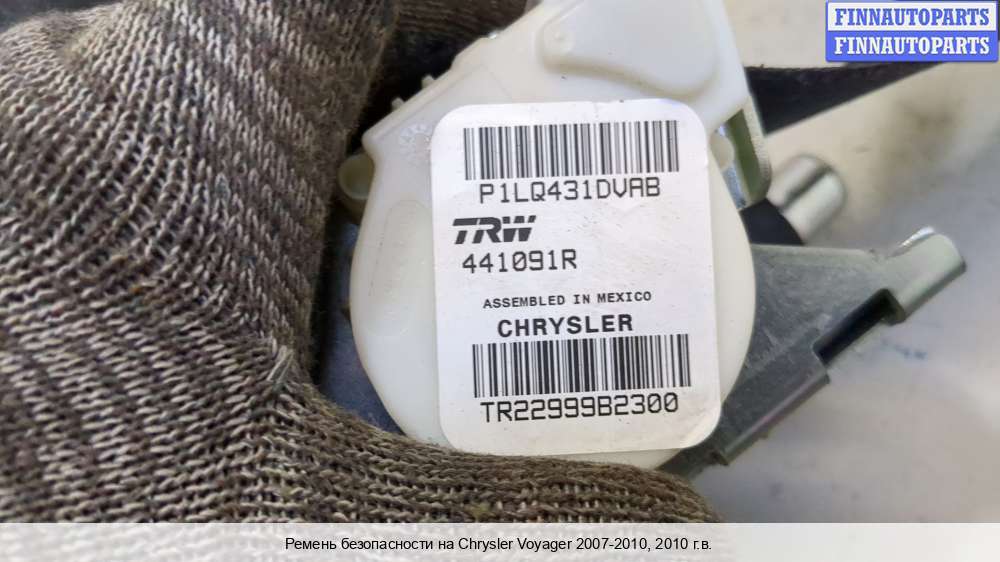 FINNAUTOPARTS
FINNAUTOPARTS
P1LQ431DVAB
TRW
441091R
ASSEMBLED IN MEXICO
CHRYSLER
TR22999B2300
Ремень безопасности на Chrysler Voyager 2007-2010, 2010 г.в.